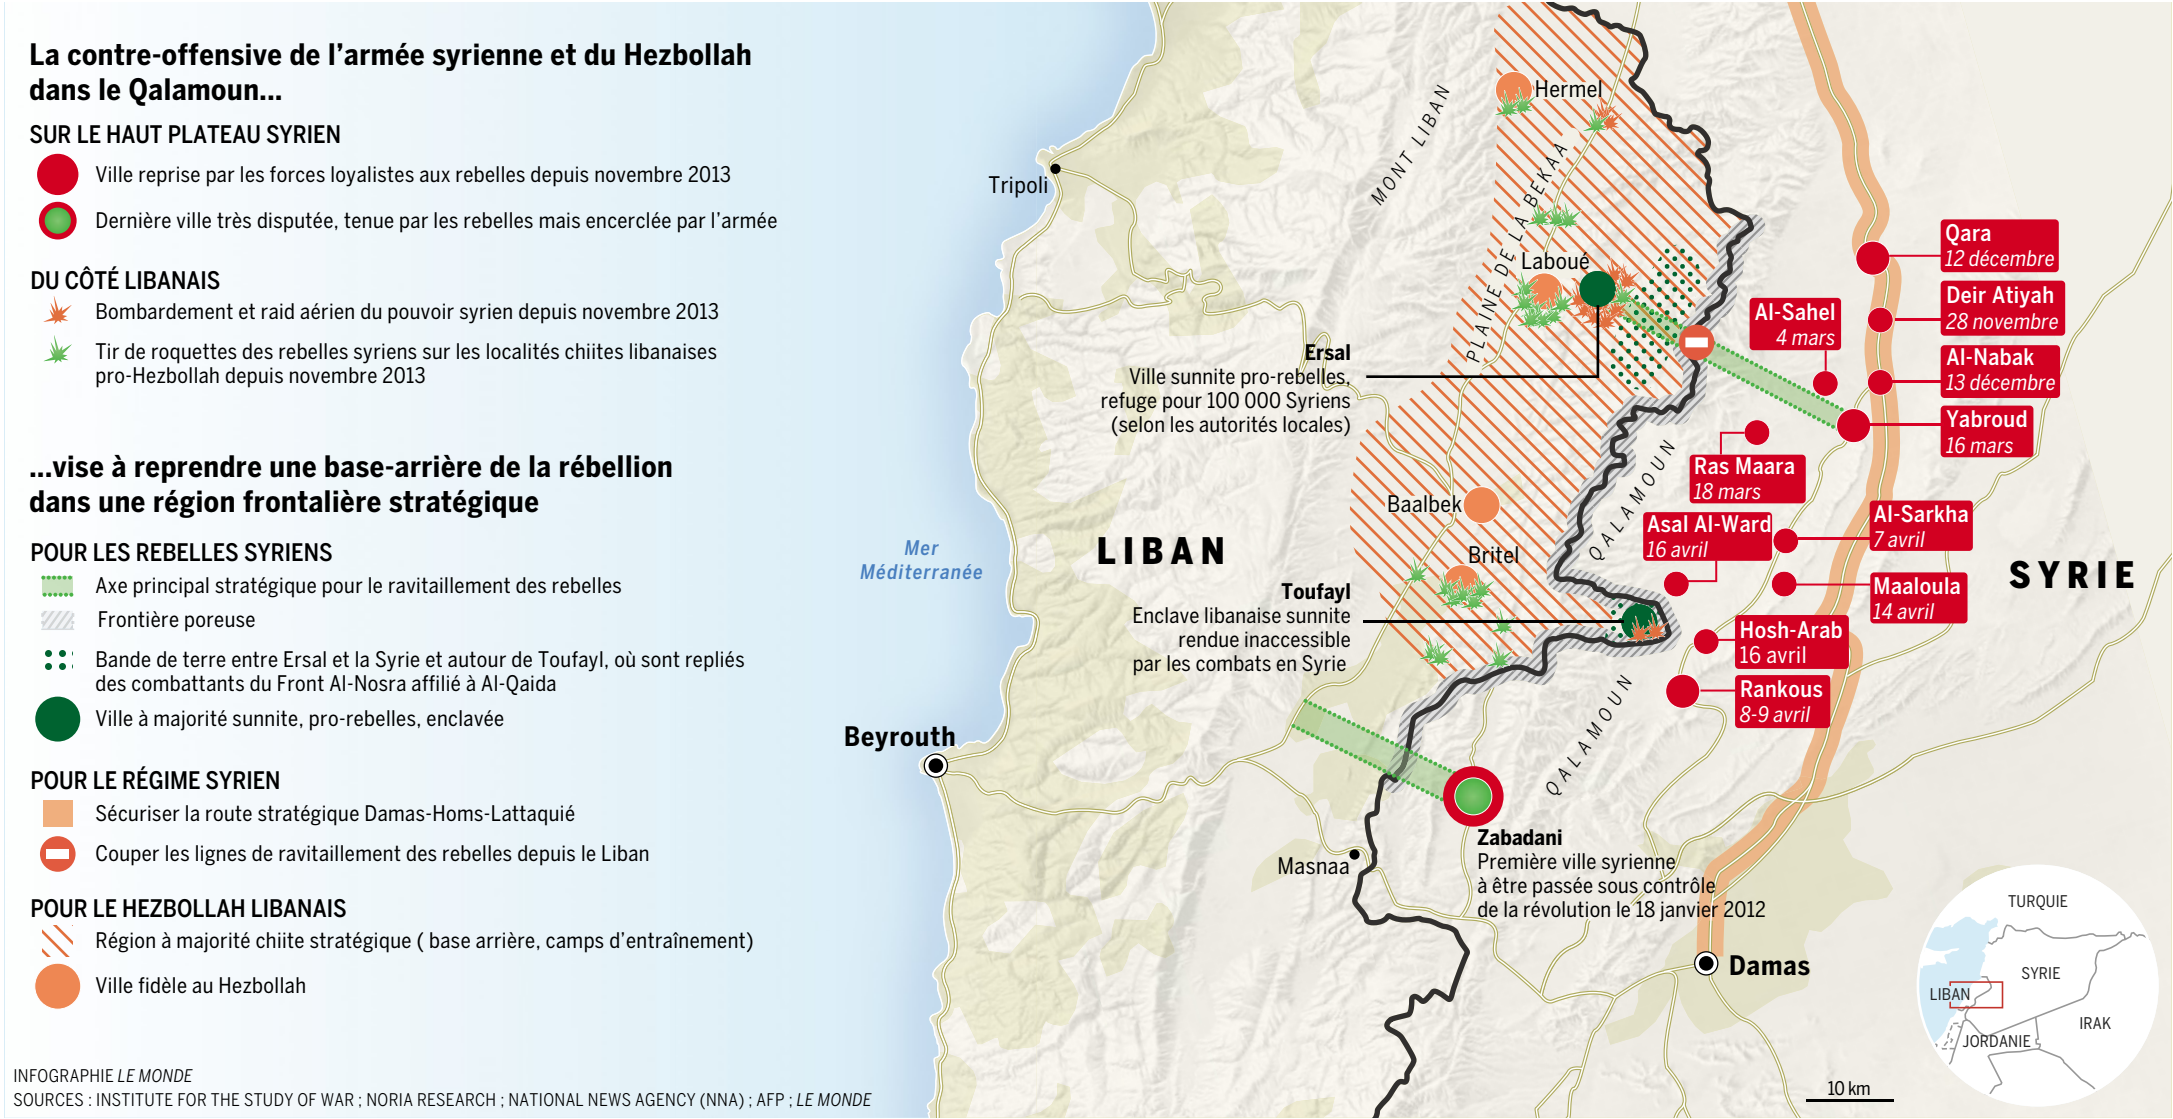 La contre-offensive de l’armée syrienne et du Hezbollah
dans le Qalamoun...
SUR LE HAUT PLATEAU SYRIEN
Ville reprise par les forces loyalistes aux rebelles depuis novembre 2013
Dernière ville très disputée, tenue par les rebelles mais encerclée par l’armée
DU CÔTÉ LIBANAIS
Bombardement et raid aérien du pouvoir syrien depuis novembre 2013
Tir de roquettes des rebelles syriens sur les localités chiites libanaises
pro-Hezbollah depuis novembre 2013
...vise à reprendre une base-arrière de la rébellion
dans une région frontalière stratégique
POUR LES REBELLES SYRIENS
Axe principal stratégique pour le ravitaillement des rebelles
Frontière poreuse
Bande de terre entre Ersal et la Syrie et autour de Toufayl, où sont repliés
des combattants du Front Al-Nosra affilié à Al-Qaida
Ville à majorité sunnite, pro-rebelles, enclavée
POUR LE RÉGIME SYRIEN
Sécuriser la route stratégique Damas-Homs-Lattaquié
Couper les lignes de ravitaillement des rebelles depuis le Liban
POUR LE HEZBOLLAH LIBANAIS
Région à majorité chiite stratégique ( base arrière, camps d’entraînement)
Ville fidèle au Hezbollah
INFOGRAPHIE LE MONDE
SOURCES : INSTITUTE FOR THE STUDY OF WAR ; NORIA RESEARCH ; NATIONAL NEWS AGENCY (NNA) ; AFP ; LE MONDE
Hermel
MONT LIBAN
Tripoli
PLAINE DE LA BEKAA
Laboué
Qara
12 décembre
Deir Atiyah
28 novembre
Al-Sahel
4 mars
Al-Nabak
13 décembre
Yabroud
16 mars
Ersal
Ville sunnite pro-rebelles,
refuge pour 100 000 Syriens
(selon les autorités locales)
Ras Maara
18 mars
QALAMOUN
Baalbek
Asal Al-Ward
16 avril
Al-Sarkha
7 avril
Mer
Méditerranée
LIBAN
Britel
SYRIE
Maaloula
14 avril
Toufayl
Enclave libanaise sunnite
rendue inaccessible
par les combats en Syrie
Hosh-Arab
16 avril
Rankous
8-9 avril
QALAMOUN
Beyrouth
Zabadani
Première ville syrienne
à être passée sous contrôle
de la révolution le 18 janvier 2012
Masnaa
Damas
10 km
TURQUIE
SYRIE
LIBAN
IRAK
JORDANIE